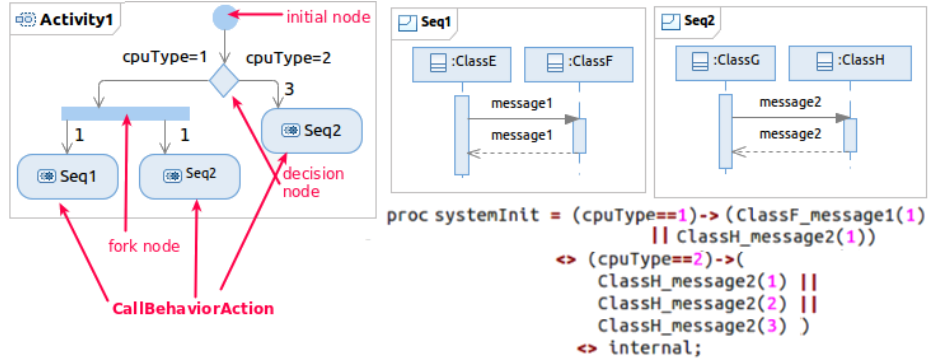 Activity1
initial node
cpuType=1
cpuType=2
3
1
1
Seq2
Seq1
Seq2
decision
node
fork node
CallBehaviorAction
Seq1
:ClassE
:ClassF
message1
message1
Seq2
:ClassG
:ClassH
message2
message2
proc systemInit = (cpuType==1)-> (ClassF_message1(1)
|| ClassH_message2(1))
<> (cpuType==2)->(
ClassH_message2(1) ||
ClassH_message2(2) ||
ClassH_message2(3) )
<> internal;